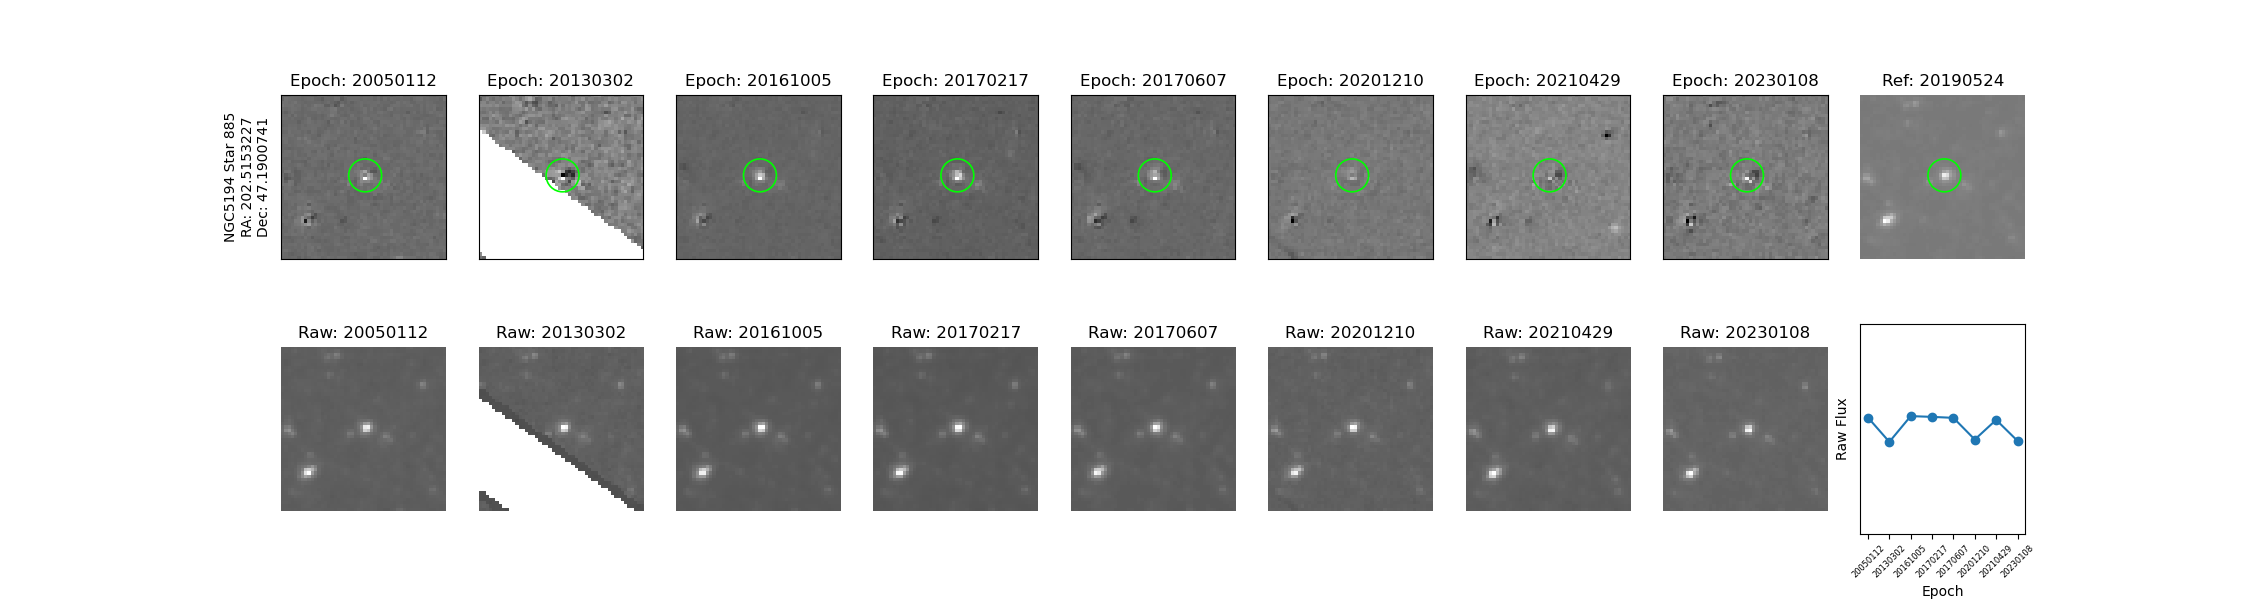 NGC5194 Star 885
RA: 202.5153227
Dec: 47.1900741
Epoch: 20050112
Epoch: 20130302
Epoch: 20161005
Epoch: 20170217
Epoch: 20170607
Epoch: 20201210
Epoch: 20210429
Epoch: 20230108
Ref: 20190524
Raw: 20050112
Raw: 20130302
Raw: 20161005
Raw: 20170217
Raw: 20170607
Raw: 20201210
Raw: 20210429
Raw: 20230108
Raw Flux
20050112
20130302
20161005
20170217
20170607
20201210
20210429
20230108
Epoch